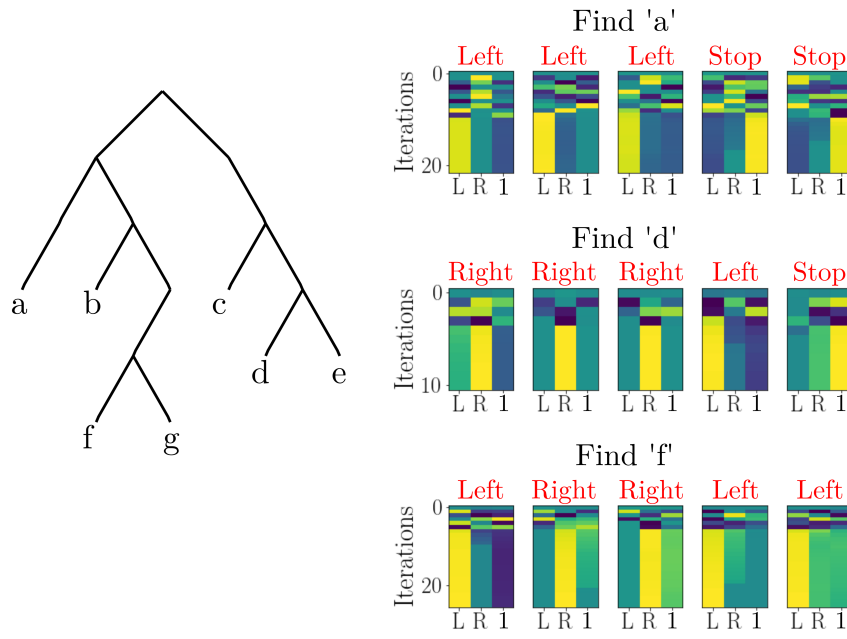 a
b
c
d
e
f
g
Find 'a'
Left Left Left Stop Stop
0
20
Iterations
L R 1 L R 1 L R 1 L R 1 L R 1
Find 'd'
Right Right Right Left Stop
0
10
Iterations
L R 1 L R 1 L R 1 L R 1 L R 1
Find 'f'
Left Right Right Left Left
0
20
Iterations
L R 1 L R 1 L R 1 L R 1 L R 1